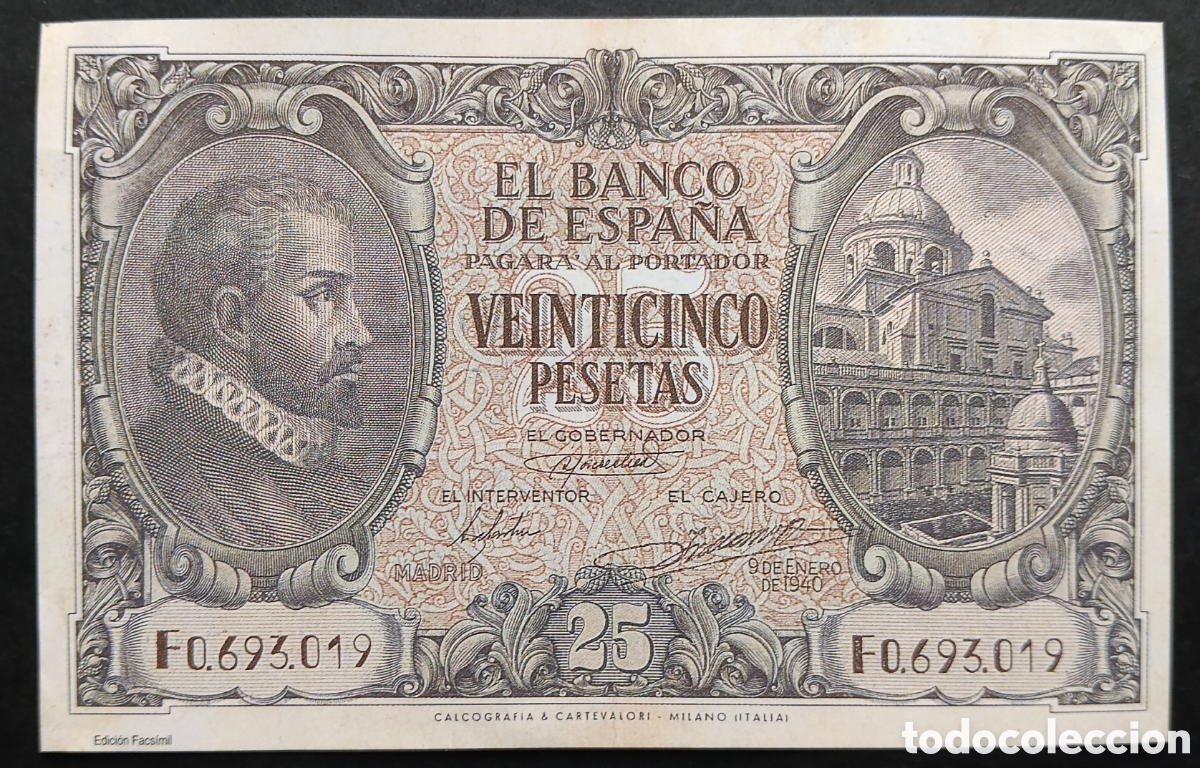 EL BANCO
DE ESPAÑA
PAGARÁ AL PORTADOR
25
VEINTICINCO
PESETAS
EL GOBERNADOR
EL INTERVENTOR EL CAJERO
MADRID 9 DE ENERO
DE 1940
F0.693.019 25 F0.693.019
CALCOGRAFIA & CARTEVALORI - MILANO (ITALIA)
Edición Facsímil
todocoleccion